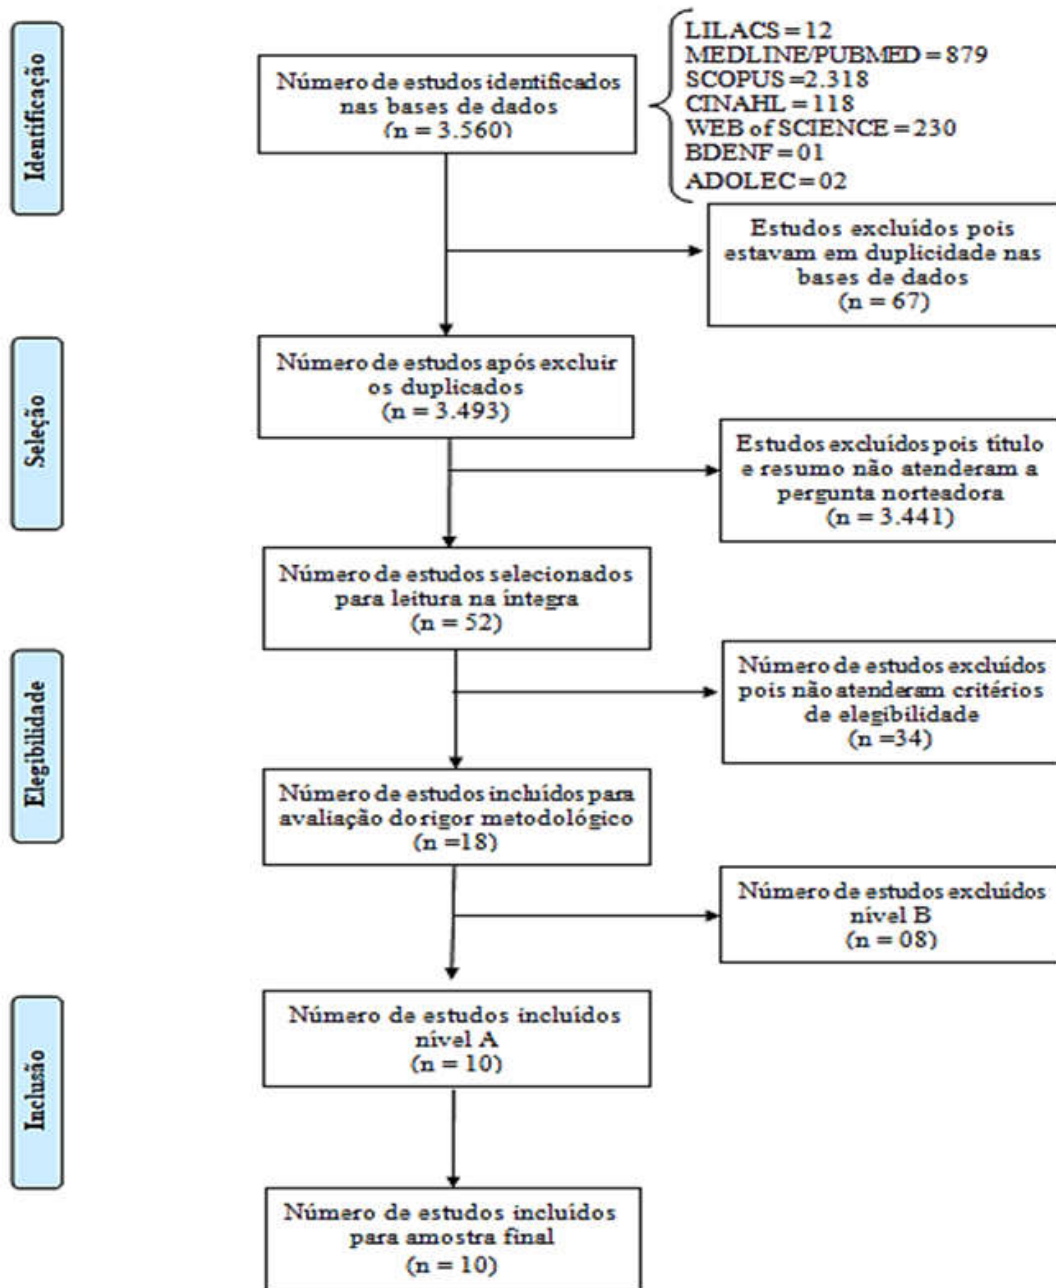 Identificação
Número de estudos identificados
nas bases de dados
(n = 3.560)
LILACS = 12
MEDLINE/PUBMED = 879
SCOPUS =2.318
CINAHL = 118
WEB of SCIENCE = 230
BDENF = 01
ADOLEC = 02
Estudos excluídos pois
estavam em duplicidade nas
bases de dados
(n = 67)
Seleção
Número de estudos após excluir
os duplicados
(n = 3.493)
Estudos excluídos pois título
e resumo não atenderam a
pergunta norteadora
(n = 3.441)
Número de estudos selecionados
para leitura na íntegra
(n = 52)
Elegibilidade
Número de estudos excluídos
pois não atenderam critérios
de elegibilidade
(n =34)
Número de estudos incluídos para
avaliação do rigor metodológico
(n =18)
Número de estudos excluídos
nível B
(n = 08)
Inclusão
Número de estudos incluídos
nível A
(n = 10)
Número de estudos incluídos
para amostra final
(n = 10)